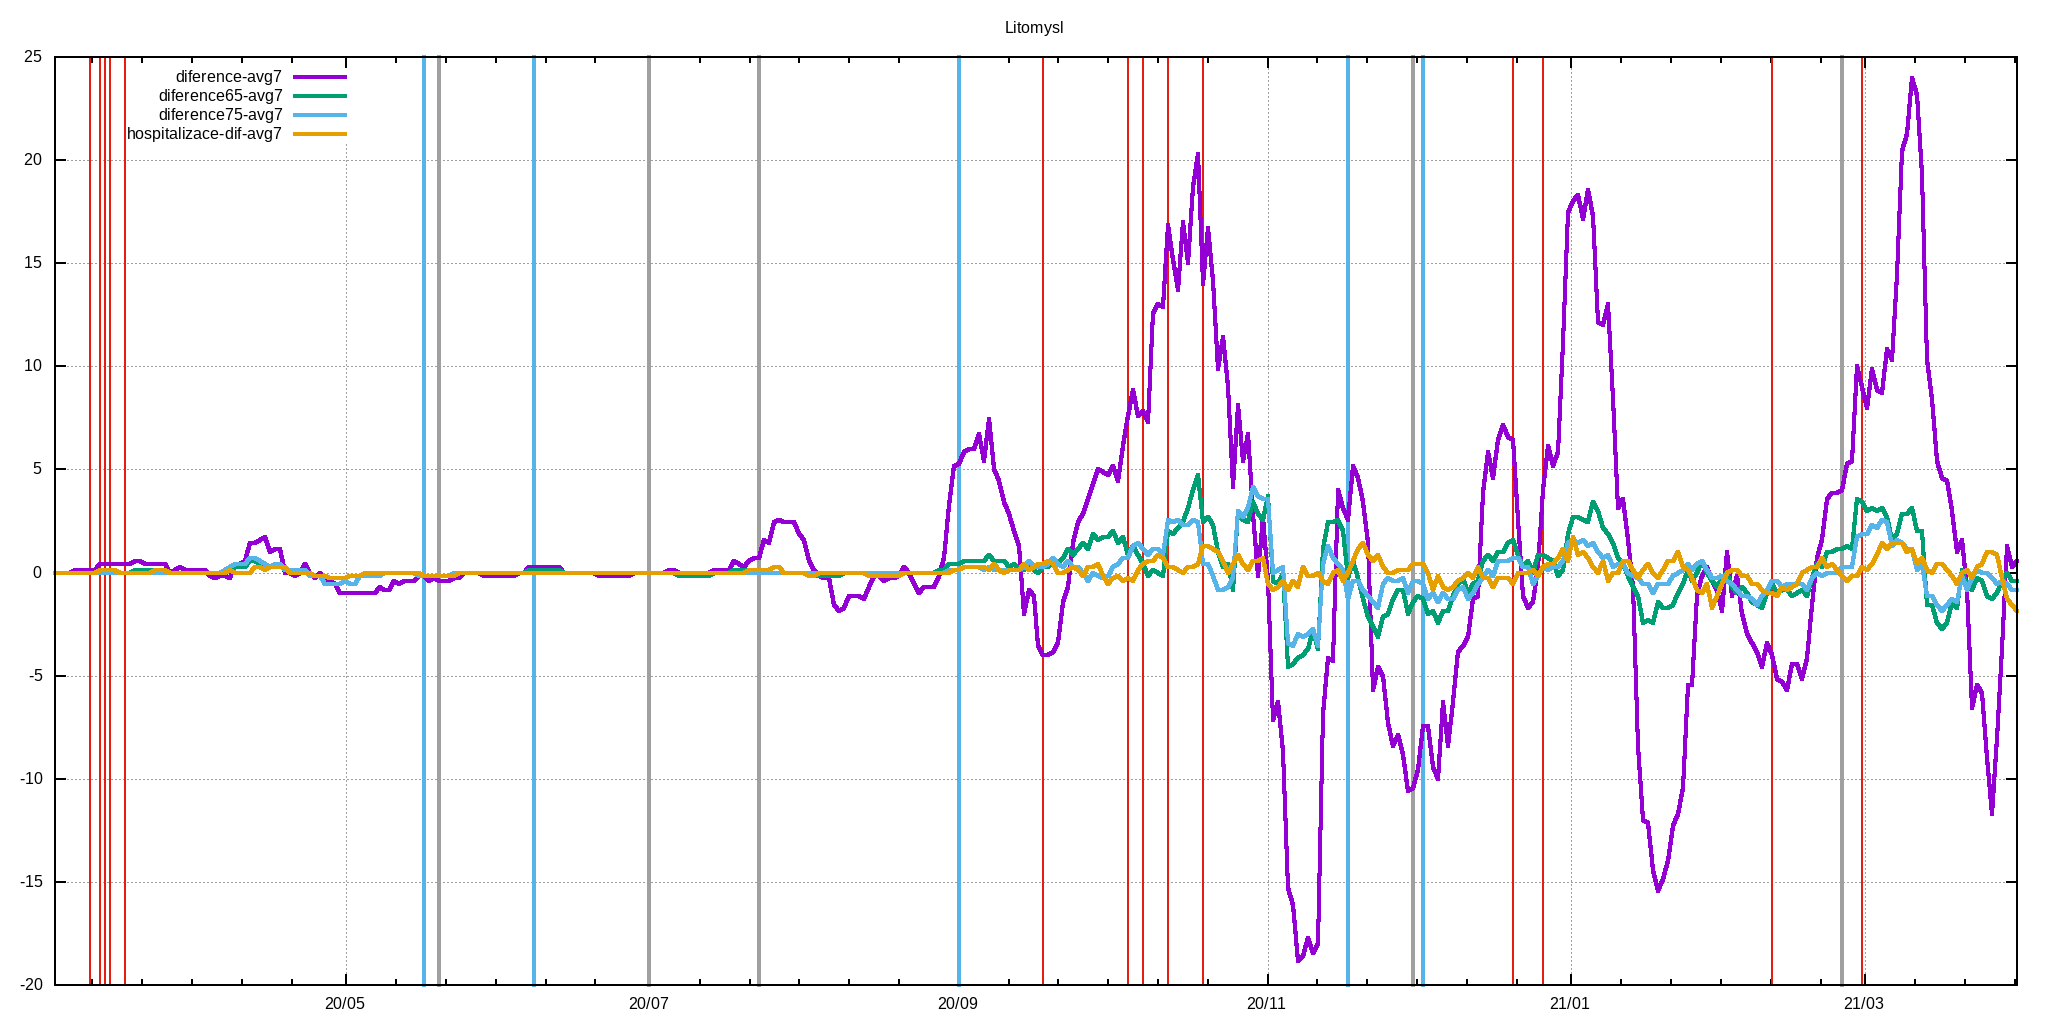 Litomysl
25
diference-avg7
diference65-avg7
diference75-avg7
hospitalizace-dif-avg7
20
15
10
5
0
-5
-10
-15
-20
20/05 20/07 20/09 20/11 21/01 21/03